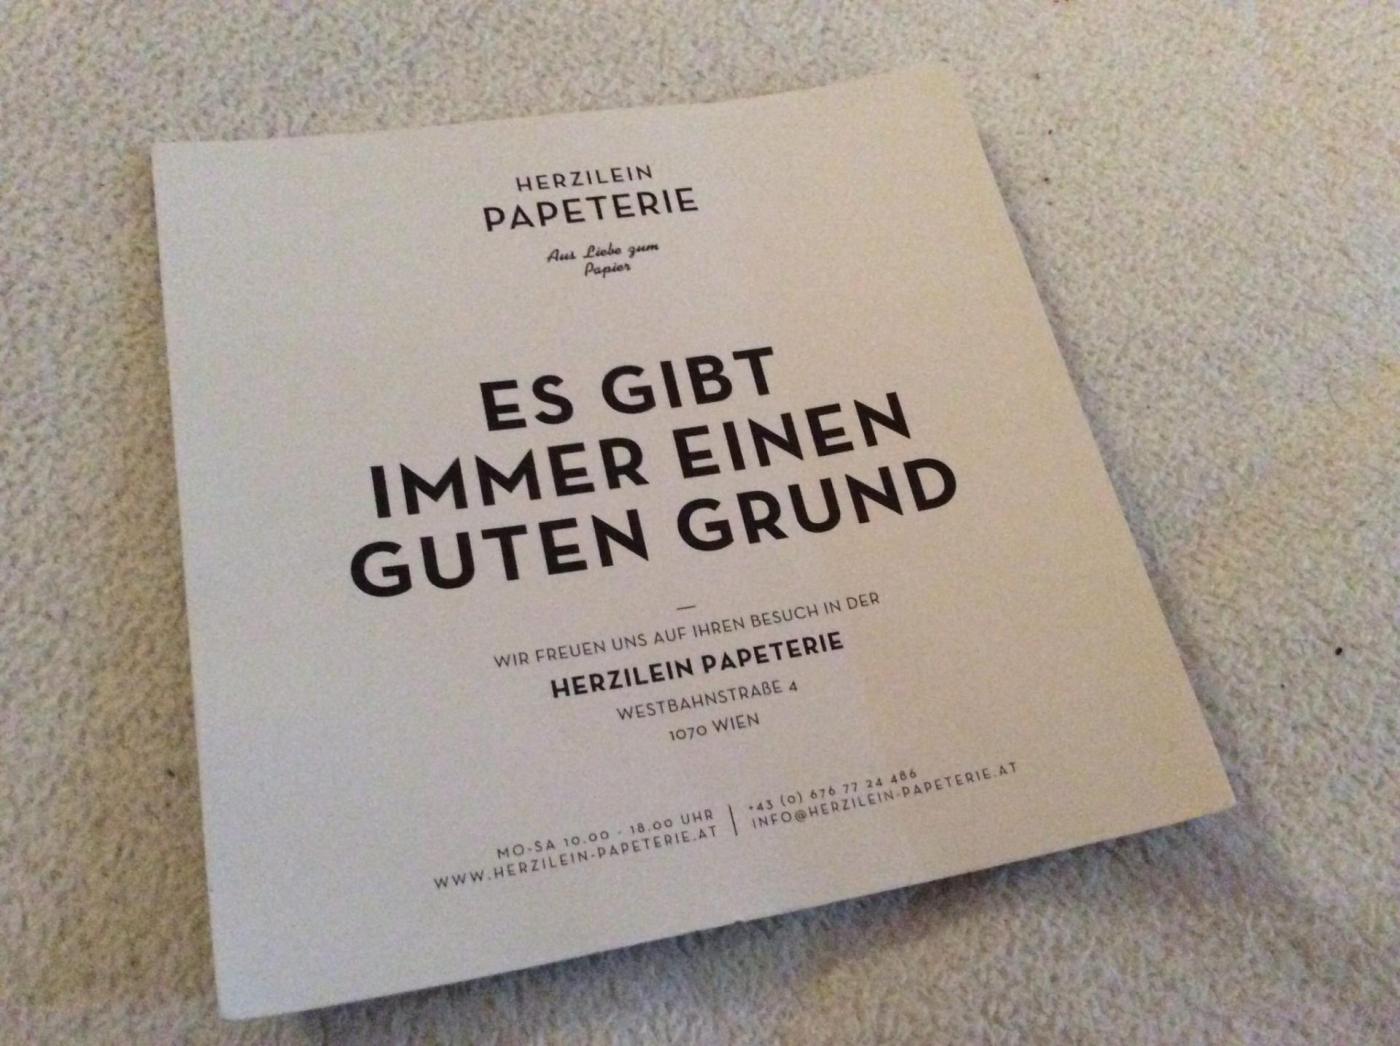 HERZILEIN
PAPETERIE
Aus Liebe zum
Papier
ES GIBT
IMMER EINEN
GUTEN GRUND
—
WIR FREUEN UNS AUF IHREN BESUCH IN DER
HERZILEIN PAPETERIE
WESTBAHNSTRAßE 4
1070 WIEN
MO-SA 10.00 - 18.00 UHR | +43 (0) 676 77 24 486
WWW.HERZILEIN-PAPETERIE.AT | INFO@HERZILEIN-PAPETERIE.AT